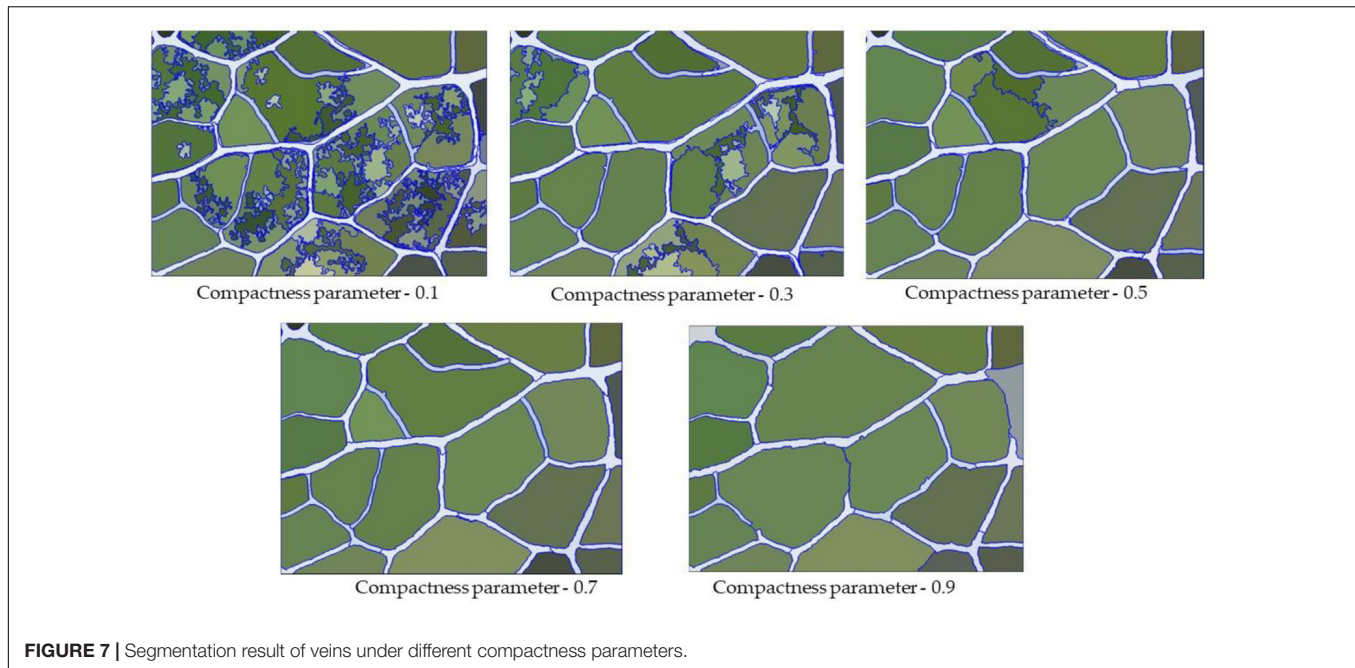 Compactness parameter - 0.1
Compactness parameter - 0.3
Compactness parameter - 0.5
Compactness parameter - 0.7
Compactness parameter - 0.9
FIGURE 7 | Segmentation result of veins under different compactness parameters.